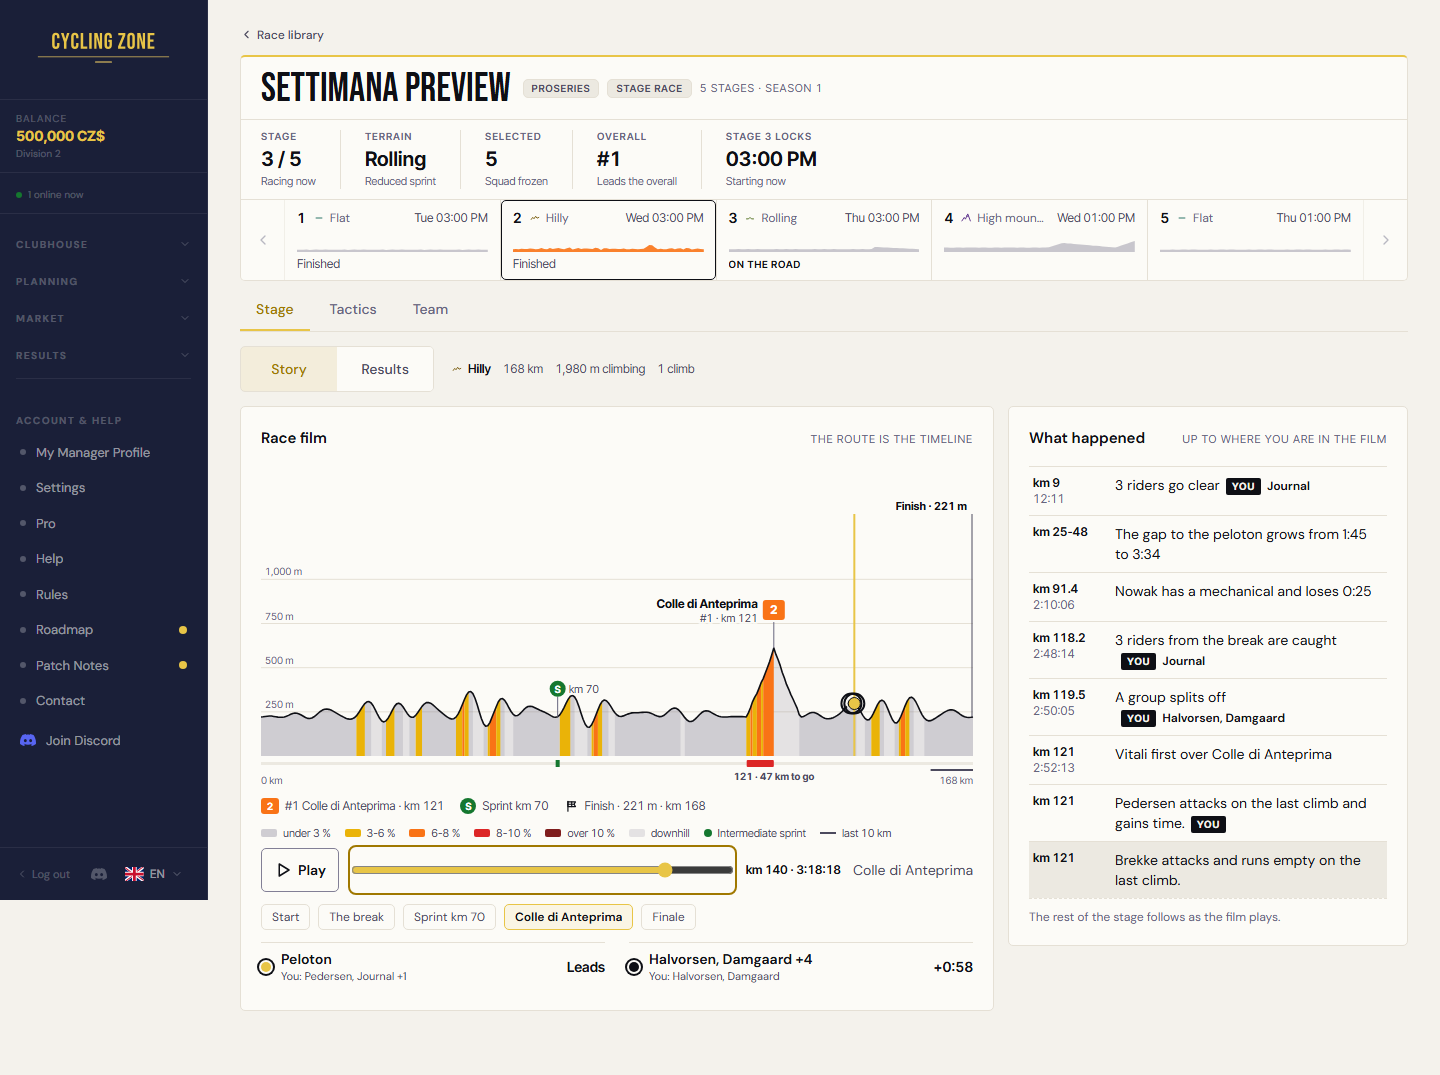 CYCLING ZONE
BALANCE
500,000 CZ$
Division 2
1 online now
CLUBHOUSE
PLANNING
MARKET
RESULTS
ACCOUNT & HELP
My Manager Profile
Settings
Pro
Help
Rules
Roadmap
Patch Notes
Contact
Join Discord
Log out
EN
Race library
SETTIMANA PREVIEW PROSERIES STAGE RACE 5 STAGES · SEASON 1
STAGE
3 / 5
Racing now
TERRAIN
Rolling
Reduced sprint
SELECTED
5
Squad frozen
OVERALL
#1
Leads the overall
STAGE 3 LOCKS
03:00 PM
Starting now
1 Flat Tue 03:00 PM
Finished
2 Hilly Wed 03:00 PM
Finished
3 Rolling Thu 03:00 PM
ON THE ROAD
4 High moun... Wed 01:00 PM
5 Flat Thu 01:00 PM
Stage Tactics Team
Story Results Hilly 168 km 1,980 m climbing 1 climb
Race film THE ROUTE IS THE TIMELINE
Finish · 221 m
1,000 m
750 m
500 m
250 m
Colle di Anteprima 2
#1 · km 121
S km 70
121 · 47 km to go
0 km
168 km
2 #1 Colle di Anteprima · km 121 S Sprint km 70 Finish · 221 m · km 168
under 3 % 3-6 % 6-8 % 8-10 % over 10 % downhill Intermediate sprint last 10 km
Play km 140 · 3:18:18 Colle di Anteprima
Start The break Sprint km 70 Colle di Anteprima Finale
Peloton
You: Pedersen, Journal +1
Leads
Halvorsen, Damgaard +4
You: Halvorsen, Damgaard
+0:58
What happened UP TO WHERE YOU ARE IN THE FILM
km 9
12:11
3 riders go clear YOU Journal
km 25-48
The gap to the peloton grows from 1:45
to 3:34
km 91.4
2:10:06
Nowak has a mechanical and loses 0:25
km 118.2
2:48:14
3 riders from the break are caught
YOU Journal
km 119.5
2:50:05
A group splits off
YOU Halvorsen, Damgaard
km 121
2:52:13
Vitali first over Colle di Anteprima
km 121
Pedersen attacks on the last climb and
gains time. YOU
km 121
Brekke attacks and runs empty on the
last climb.
The rest of the stage follows as the film plays.